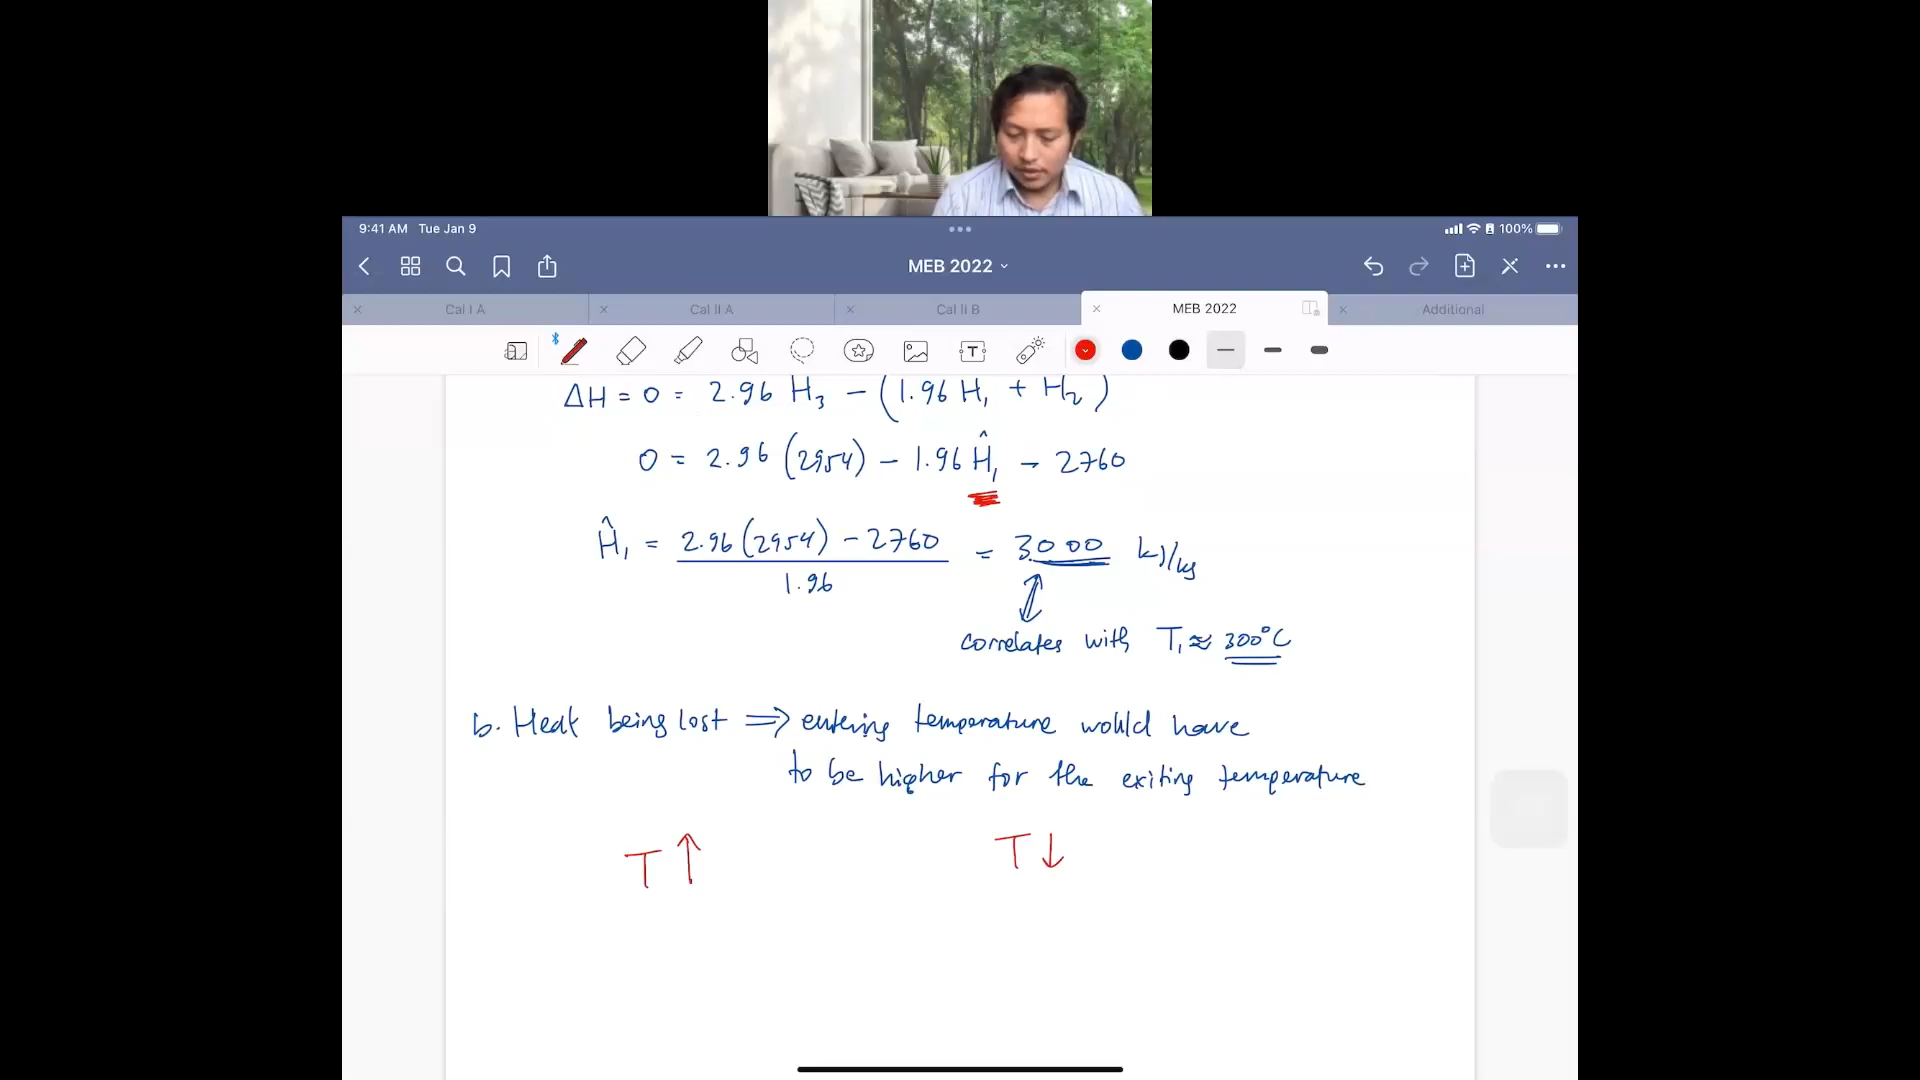 9:41 AM Tue Jan 9
100%
MEB 2022
Cal I A
Cal II A
Cal II B
MEB 2022
Additional
ΔH = 0 = 2.96 H₃ − (1.96 H₁ + H₂)
0 = 2.96 (2954) − 1.96 Ĥ₁ − 2760
Ĥ₁ = 2.96(2954) − 2760 / 1.96 = 3000 kJ/kg
correlates with T₁ ≈ 300°C
b. Heat being lost ⇒ entering temperature would have
to be higher for the exiting temperature
T ↑ T ↓